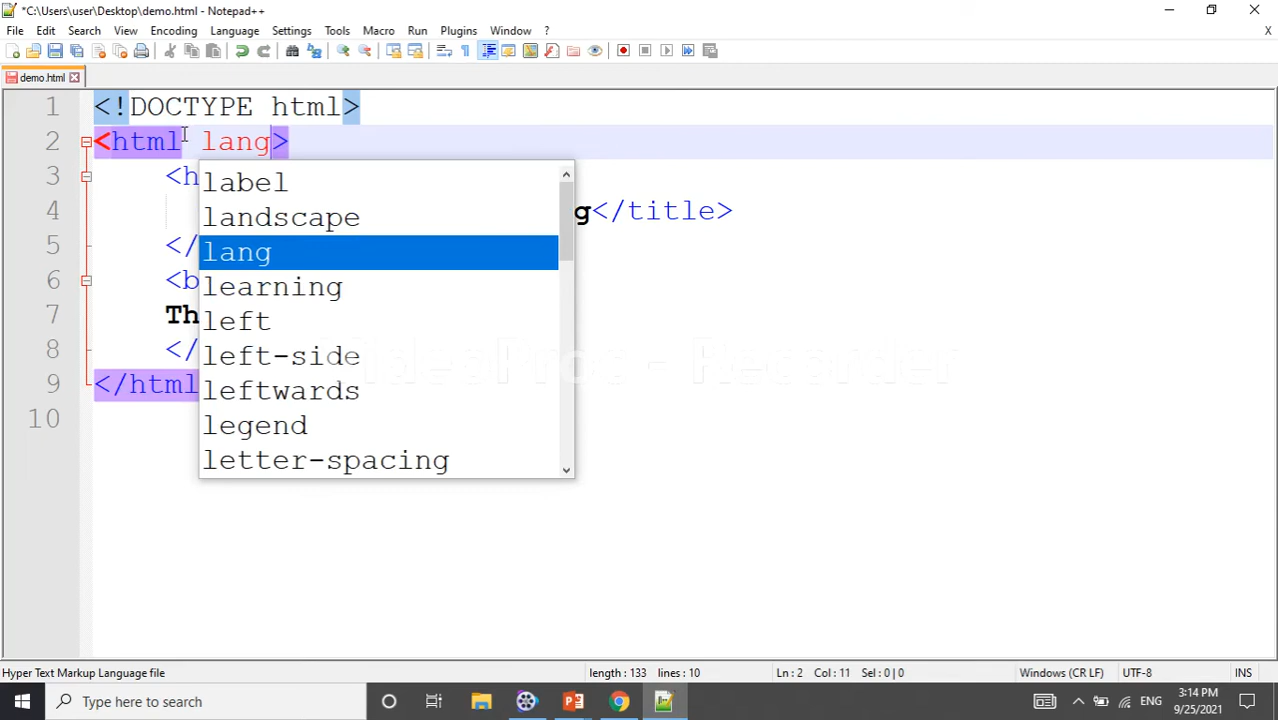 *C:\Users\user\Desktop\demo.html - Notepad++
File Edit Search View Encoding Language Settings Tools Macro Run Plugins Window ? X
demo.html
1 <!DOCTYPE html>
2 <html lang>
3 <h
label
landscape
4 g</title>
5 </
lang
6 <b
learning
7 Th
left
8 </
left-side
VideoProc - Recorder
9 </html
leftwards
10
legend
letter-spacing
Hyper Text Markup Language file length : 133 lines : 10 Ln : 2 Col : 11 Sel : 0 | 0 Windows (CR LF) UTF-8 INS
Type here to search ENG 3:14 PM
9/25/2021